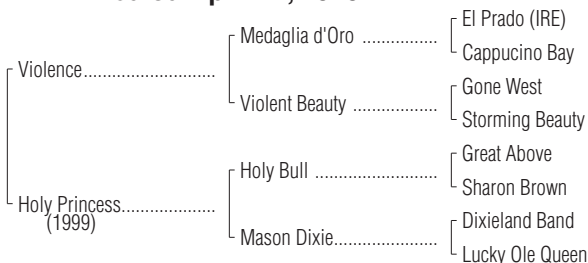 El Prado (IRE)
Medaglia d'Oro ..................
Cappucino Bay
Violence...............................
Gone West
Violent Beauty ....................
Storming Beauty
Great Above
Holy Bull .............................
Sharon Brown
Holy Princess......................
(1999)
Dixieland Band
Mason Dixie........................
Lucky Ole Queen